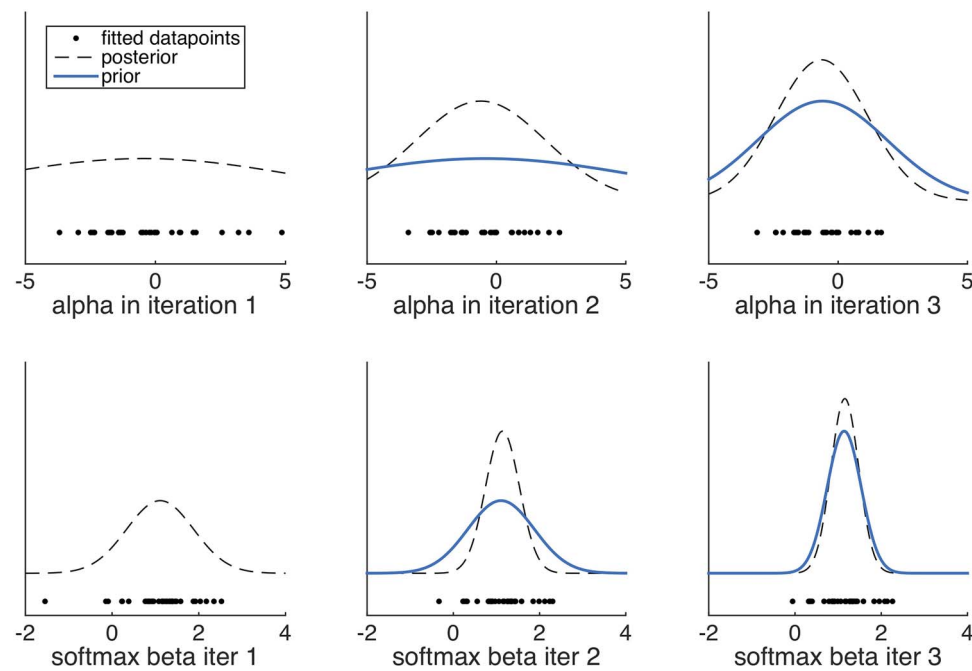 fitted datapoints
posterior
prior
-5 0 5
alpha in iteration 1
-5 0 5
alpha in iteration 2
-5 0 5
alpha in iteration 3
-2 0 2 4
softmax beta iter 1
-2 0 2 4
softmax beta iter 2
-2 0 2 4
softmax beta iter 3